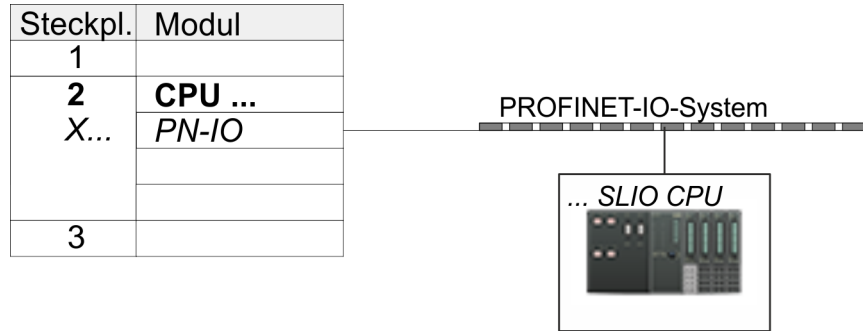 Steckpl. Modul
1
2 CPU ...
X... PN-IO
3
PROFINET-IO-System
... SLIO CPU